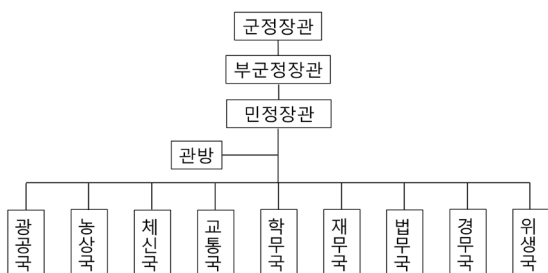 군정장관
부군정장관
민정장관
관방
광공국
농상국
체신국
교통국
학무국
재무국
법무국
경무국
위생국